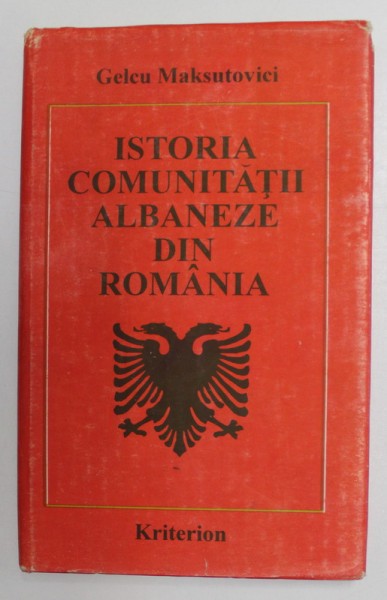 Gelcu Maksutovici
ISTORIA
COMUNITĂȚII
ALBANEZE
DIN
ROMÂNIA
Kriterion